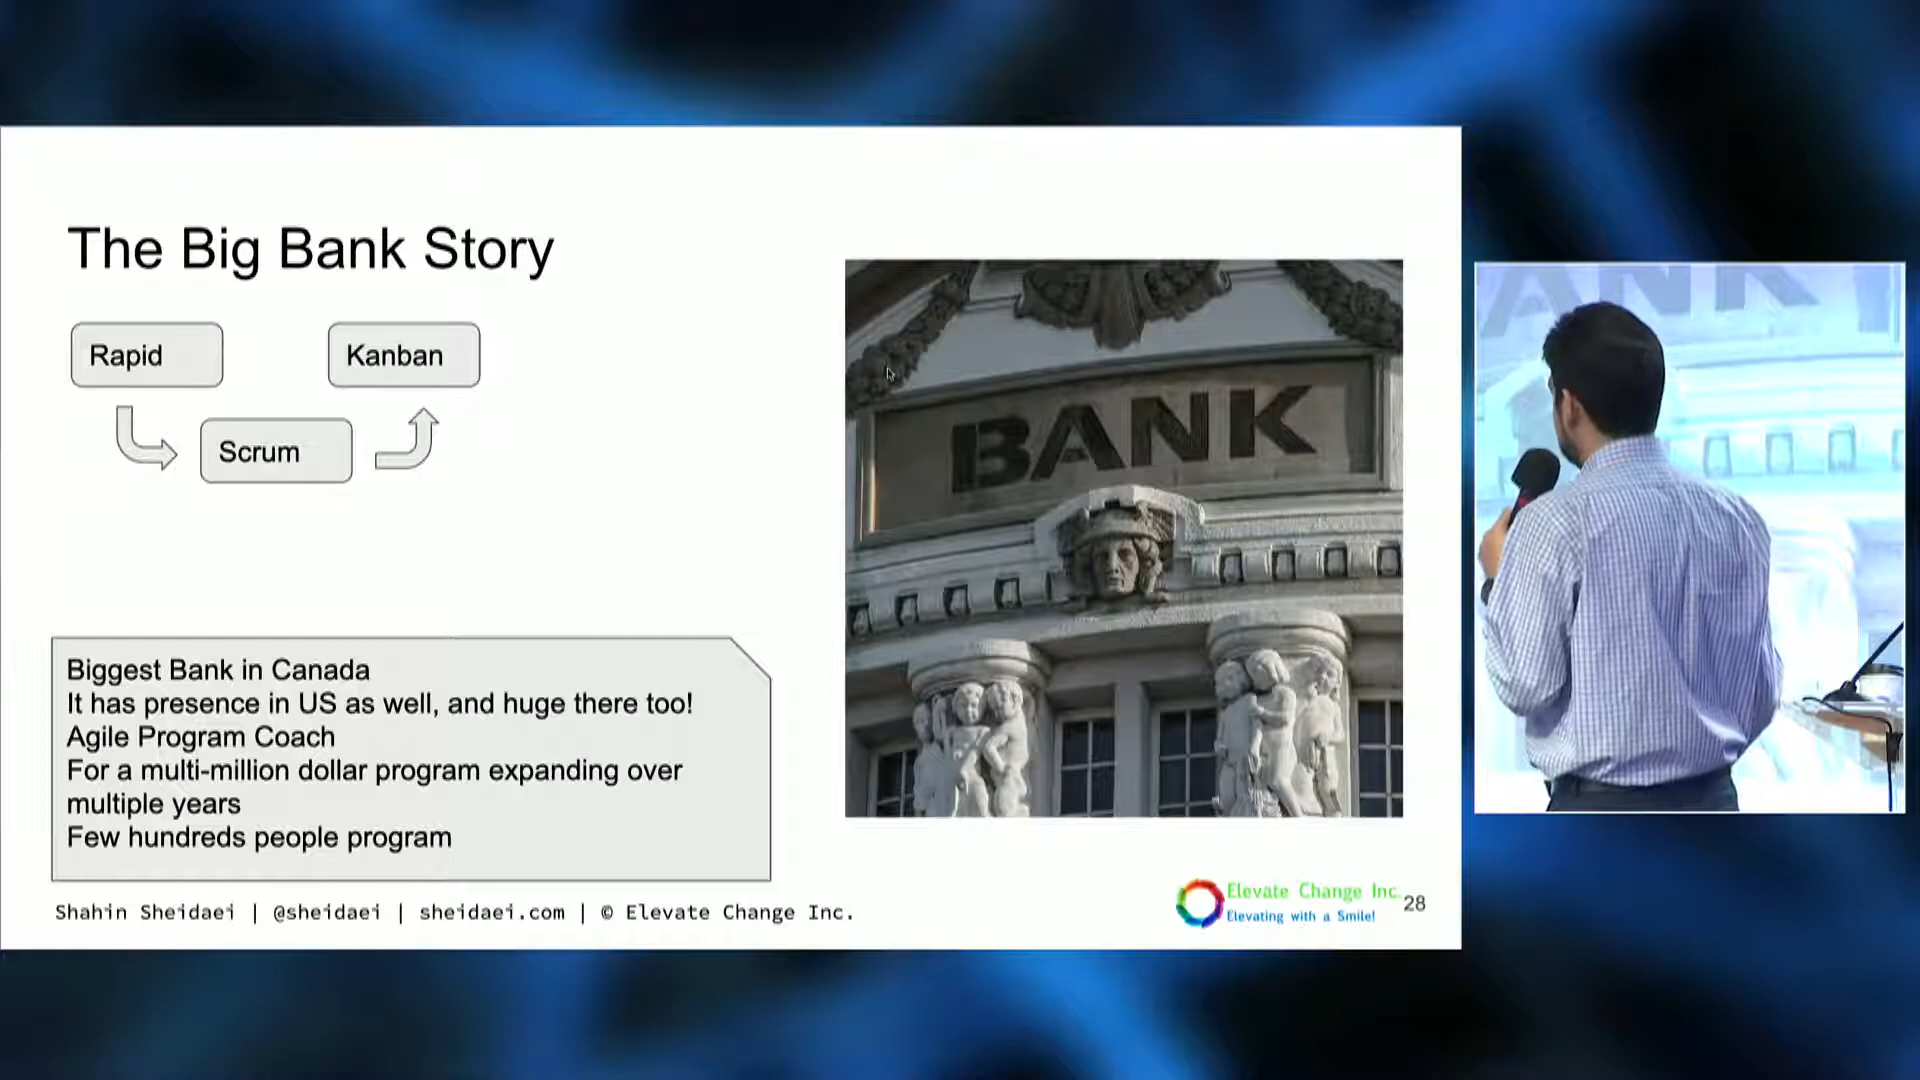 The Big Bank Story
Rapid
Kanban
Scrum
BANK
Biggest Bank in Canada
It has presence in US as well, and huge there too!
Agile Program Coach
For a multi-million dollar program expanding over
multiple years
Few hundreds people program
Shahin Sheidaei | @sheidaei | sheidaei.com | © Elevate Change Inc.
Elevate Change Inc.
Elevating with a Smile!
28
ANK